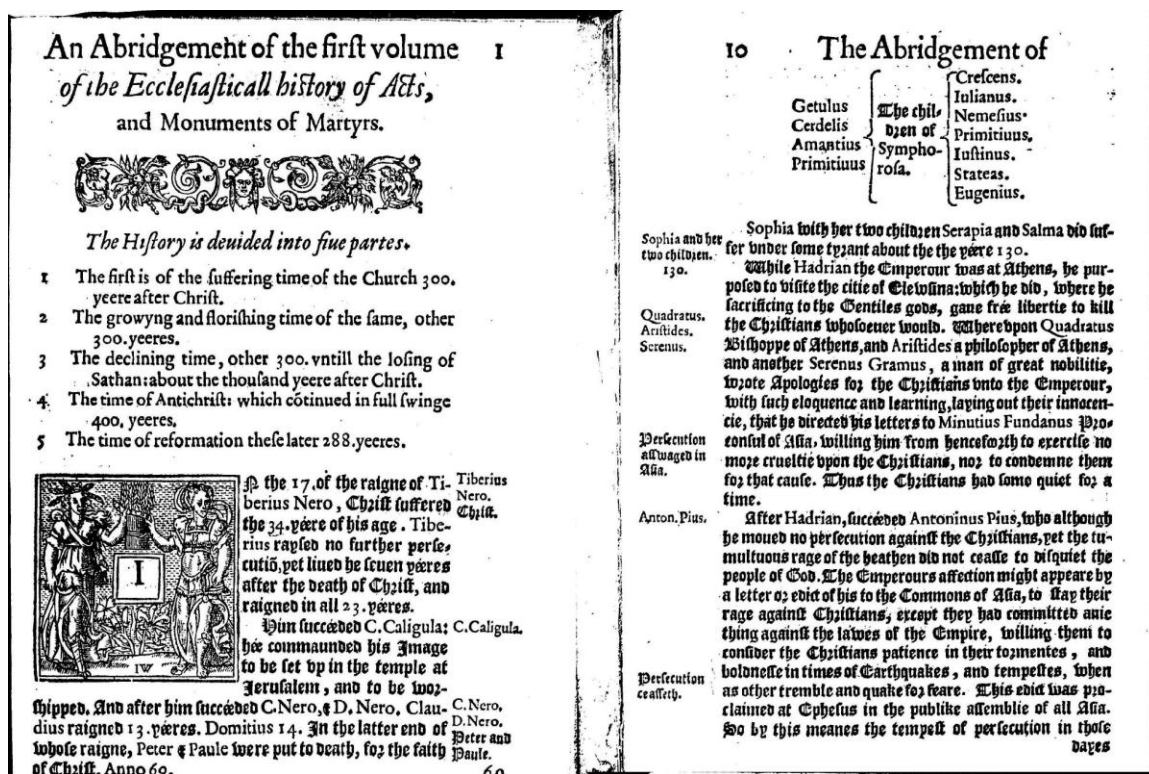 An Abridgement of the firſt volume 1
of the Eccleſiaſticall hiſtory of Acts,
and Monuments of Martyrs.
The Hiſtory is deuided into fiue partes.
1 The firſt is of the ſuffering time of the Church 300.
yeere after Chriſt.
2 The growyng and floriſhing time of the ſame, other
300.yeeres.
3 The declining time, other 300. vntill the loſing of
Sathan: about the thouſand yeere after Chriſt.
4 The time of Antichriſt: which cōtinued in full ſwinge
400. yeeres.
5 The time of reformation theſe later 288.yeeres.
I
IW
N the 17.of the raigne of Ti-
berius Nero, Chriſt ſuffered
the 34.yéere of his age. Tibe-
rius rayſed no further perſe-
cutiō,yet liued he ſeuen yéeres
after the death of Chriſt, and
raigned in all 23.yéeres.
Him ſucceeded C.Caligula:
hée commaunded his Image
to be ſet vp in the temple at
Jeruſalem, and to be wor-
ſhipped. And after him ſuccéeded C.Nero,& D. Nero. Clau-
dius raigned 13.yéeres. Domitius 14. In the latter end of
whoſe raigne, Peter & Paule were put to death, for the faith
of Chriſt. Anno 69.
Tiberius
Nero.
Chriſt.
C.Caligula.
C.Nero,
D.Nero.
Peter and
Paule.
69
10 The Abridgement of
Getulus
Cerdelis
Amantius
Primitiuus
The chil-
dren of
Sympho-
roſa.
Creſcens.
Iulianus.
Nemeſius.
Primitiuus.
Iuſtinus.
Stateas.
Eugenius.
Sophia with her two children Serapia and Salma did ſuf-
fer vnder ſome tyrant about the the yéere 130.
While Hadrian the Emperour was at Athens, he pur-
poſed to viſite the citie of Elewſina:which he did, where he
ſacrificing to the Gentiles gods, gaue frée libertie to kill
the Chriſtians whoſoeuer would. Wherevpon Quadratus
Biſhoppe of Athens,and Ariſtides a philoſopher of Athens,
and another Serenus Gramus, a man of great nobilitie,
wrote Apologies for the Chriſtians vnto the Emperour,
with ſuch eloquence and learning,laying out their innocen-
cie, that he directed his letters to Minutius Fundanus Pro-
conſul of Aſia, willing him from henceforth to exerciſe no
more crueltie vpon the Chriſtians, nor to condemne them
for that cauſe. Thus the Chriſtians had ſome quiet for a
time.
After Hadrian,ſuccéeded Antoninus Pius,who although
he moued no perſecution againſt the Chriſtians,yet the tu-
multuous rage of the heathen did not ceaſſe to diſquiet the
people of God.The Emperours affection might appeare by
a letter or edict of his to the Commons of Aſia,to ſtay their
rage againſt Chriſtians, except they had committed anie
thing againſt the lawes of the Empire, willing them to
conſider the Chriſtians patience in their tormentes, and
boldneſſe in times of Earthquakes, and tempeſtes, when
as other tremble and quake for feare. This edict was pro-
claimed at Epheſus in the publike aſſemblie of all Aſia.
So by this meanes the tempeſt of perſecution in thoſe
dayes
Sophia and her
two children.
130.
Quadratus.
Ariſtides.
Serenus.
Perſecution
aſſwaged in
Aſia.
Anton. Pius.
Perſecution
ceaſſeth.